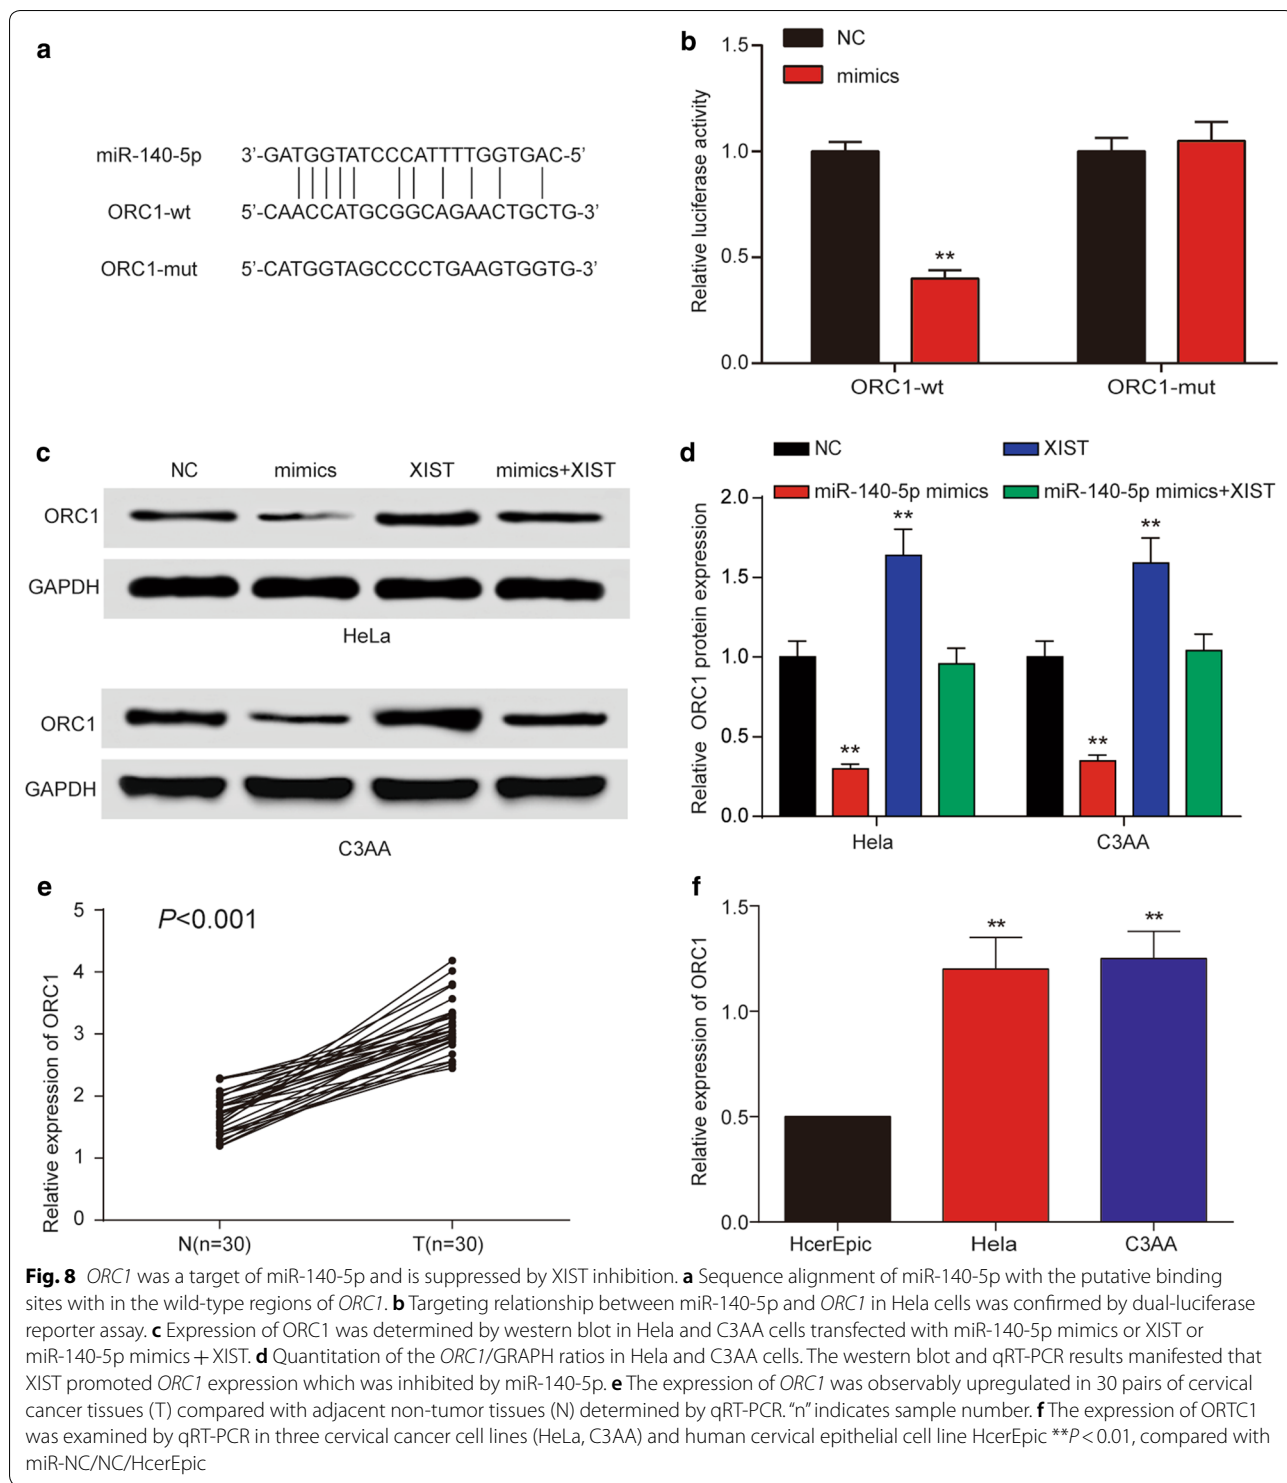 a
miR-140-5p 3’-GATGGTATCCCATTTTGGTGAC-5’
ORC1-wt 5’-CAACCATGCGGCAGAACTGCTG-3’
ORC1-mut 5’-CATGGTAGCCCCTGAAGTGGTG-3’
b
NC
mimics
Relative luciferase activity
1.5
1.0
0.5
0.0
**
ORC1-wt ORC1-mut
c
NC mimics XIST mimics+XIST
ORC1
GAPDH
HeLa
ORC1
GAPDH
C3AA
d
NC XIST
miR-140-5p mimics miR-140-5p mimics+XIST
Relative ORC1 protein expression
2.0
1.5
1.0
0.5
0.0
** ** ** **
Hela C3AA
e
P<0.001
Relative expression of ORC1
5
4
3
2
1
0
N(n=30) T(n=30)
f
Relative expression of ORC1
1.5
1.0
0.5
0.0
** **
HcerEpic Hela C3AA
Fig. 8 ORC1 was a target of miR-140-5p and is suppressed by XIST inhibition. a Sequence alignment of miR-140-5p with the putative binding
sites with in the wild-type regions of ORC1. b Targeting relationship between miR-140-5p and ORC1 in Hela cells was confirmed by dual-luciferase
reporter assay. c Expression of ORC1 was determined by western blot in Hela and C3AA cells transfected with miR-140-5p mimics or XIST or
miR-140-5p mimics + XIST. d Quantitation of the ORC1/GRAPH ratios in Hela and C3AA cells. The western blot and qRT-PCR results manifested that
XIST promoted ORC1 expression which was inhibited by miR-140-5p. e The expression of ORC1 was observably upregulated in 30 pairs of cervical
cancer tissues (T) compared with adjacent non-tumor tissues (N) determined by qRT-PCR. “n” indicates sample number. f The expression of ORTC1
was examined by qRT-PCR in three cervical cancer cell lines (HeLa, C3AA) and human cervical epithelial cell line HcerEpic **P < 0.01, compared with
miR-NC/NC/HcerEpic